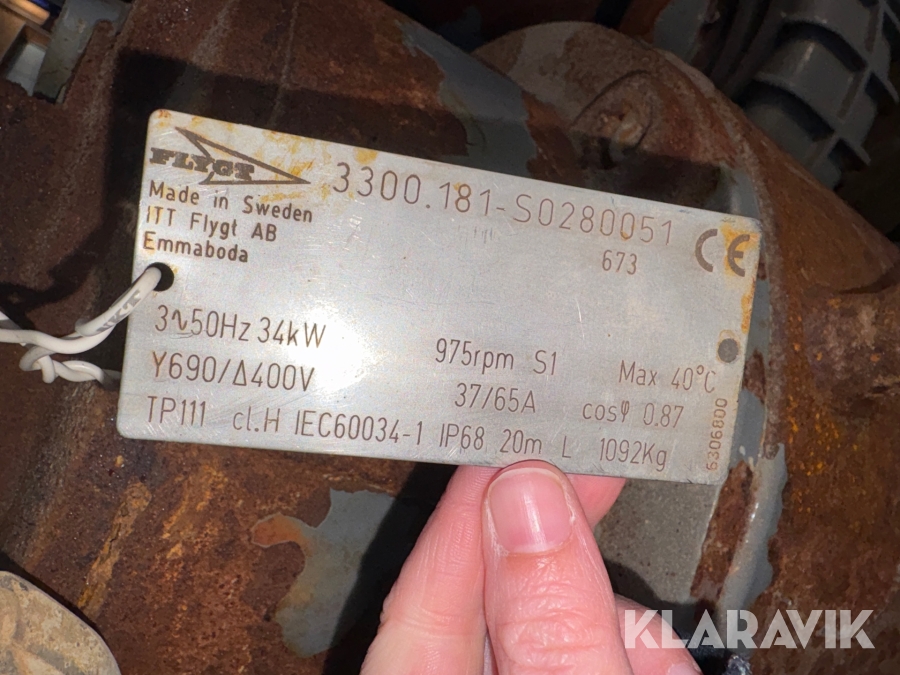 FLYGT
3300.181-S0280051
673
CE
Made in Sweden
ITT Flygt AB
Emmaboda
3~50Hz 34kW
975rpm S1
Max 40°C
Y690/Δ400V
37/65A
cosφ 0.87
TP111 cl.H IEC60034-1 IP68 20m L 1092Kg
6306800
KLARAVIK